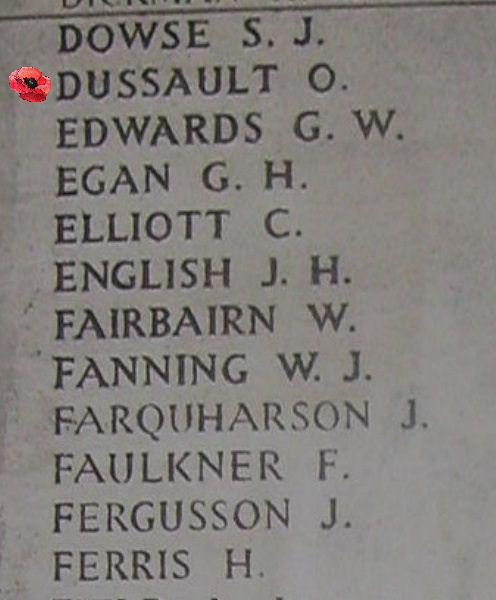 DOWSE S. J.
DUSSAULT O.
EDWARDS G. W.
EGAN G. H.
ELLIOTT C.
ENGLISH J. H.
FAIRBAIRN W.
FANNING W. J.
FARQUHARSON J.
FAULKNER F.
FERGUSSON J.
FERRIS H.